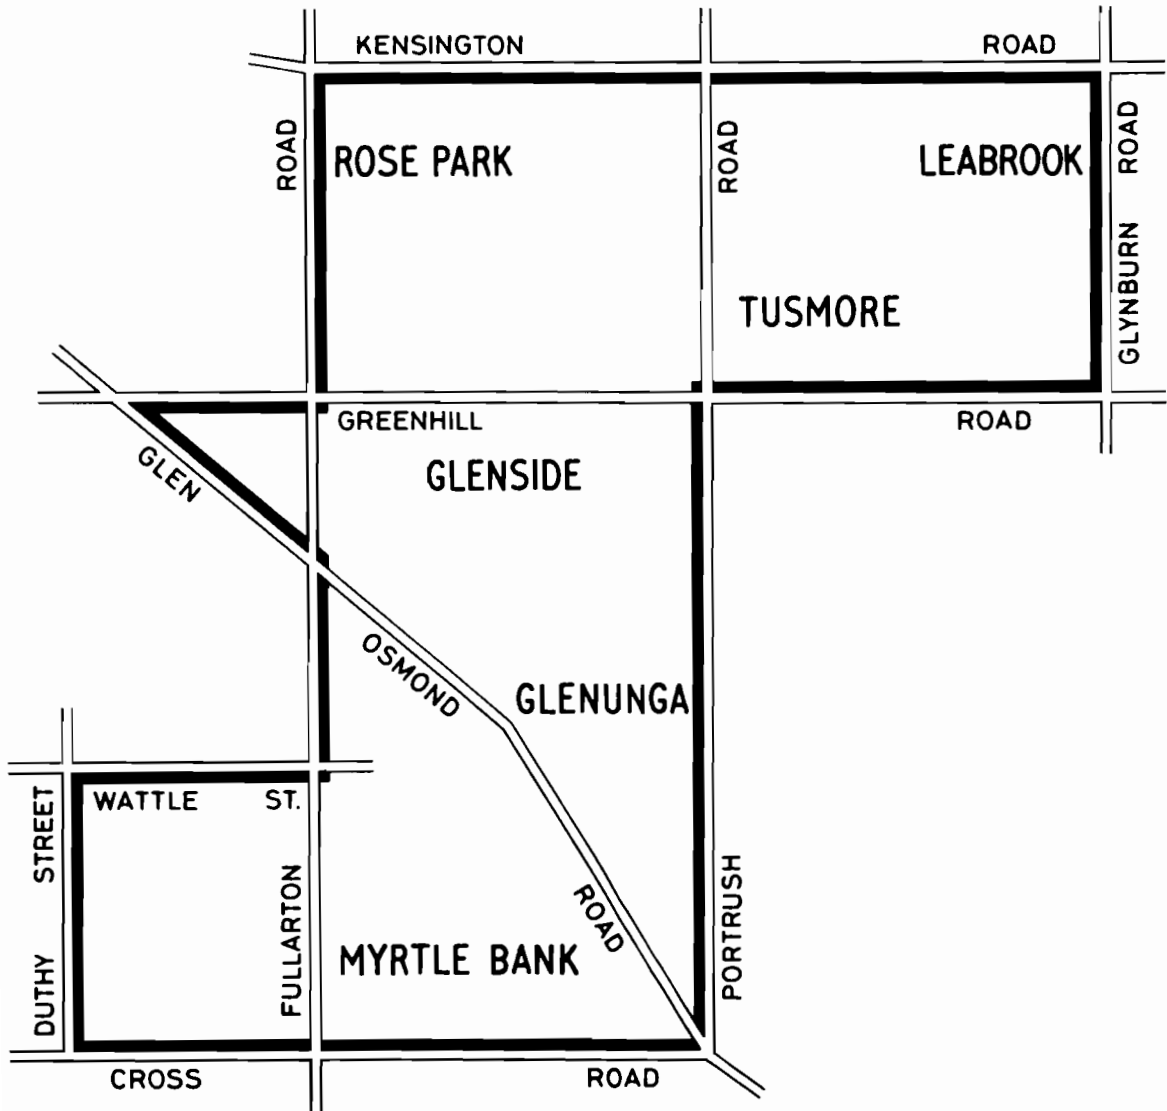 KENSINGTON ROAD
ROAD
ROSE PARK
ROAD
LEABROOK
GLYNBURN ROAD
TUSMORE
GREENHILL ROAD
GLEN
GLENSIDE
OSMOND
GLENUNGA
WATTLE ST.
DUTHY STREET
FULLARTON
ROAD
PORTRUSH
MYRTLE BANK
CROSS ROAD